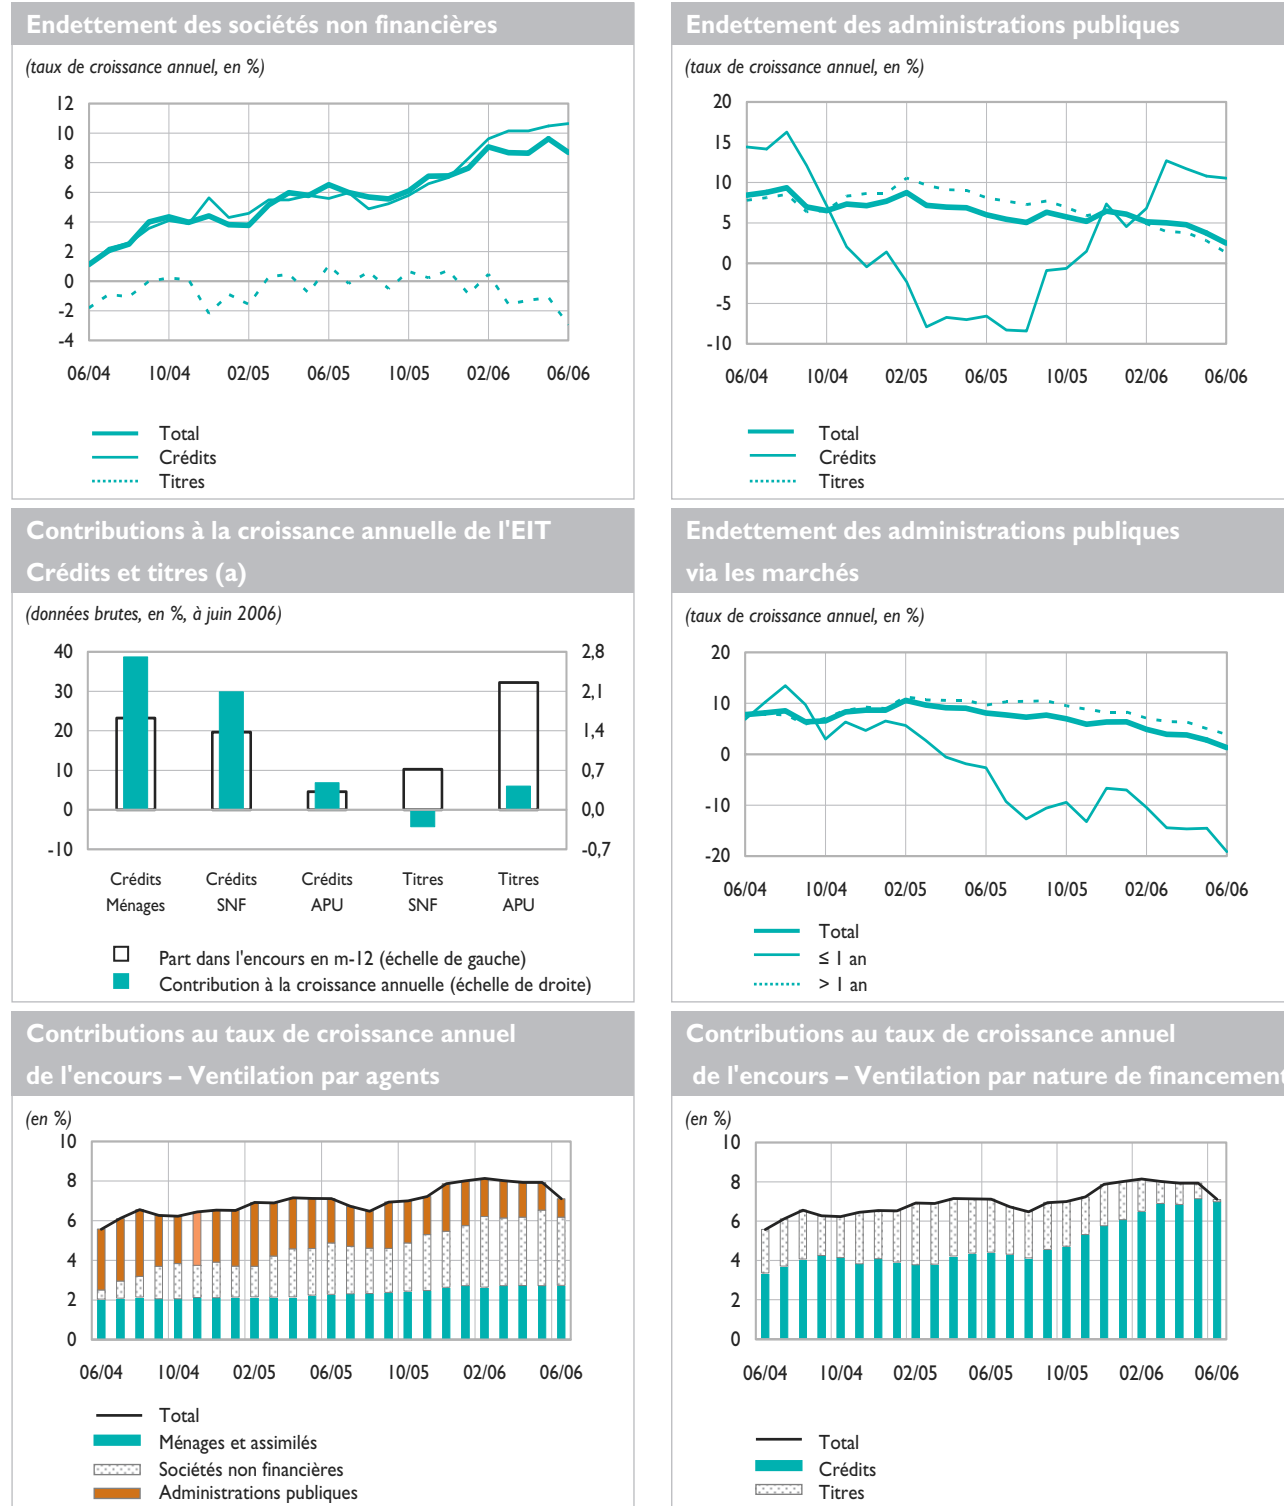 Endettement des sociétés non financières
(taux de croissance annuel, en %)
12
10
8
6
4
2
0
-2
-4
06/04 10/04 02/05 06/05 10/05 02/06 06/06
Total
Crédits
Titres
Endettement des administrations publiques
(taux de croissance annuel, en %)
20
15
10
5
0
-5
-10
06/04 10/04 02/05 06/05 10/05 02/06 06/06
Total
Crédits
Titres
Contributions à la croissance annuelle de l'EIT
Crédits et titres (a)
(données brutes, en %, à juin 2006)
40 2,8
30 2,1
20 1,4
10 0,7
0 0,0
-10 -0,7
Crédits Crédits Crédits Titres Titres
Ménages SNF APU SNF APU
Part dans l'encours en m-12 (échelle de gauche)
Contribution à la croissance annuelle (échelle de droite)
Endettement des administrations publiques
via les marchés
(taux de croissance annuel, en %)
20
10
0
-10
-20
06/04 10/04 02/05 06/05 10/05 02/06 06/06
Total
≤ 1 an
> 1 an
Contributions au taux de croissance annuel
de l'encours – Ventilation par agents
(en %)
10
8
6
4
2
0
06/04 10/04 02/05 06/05 10/05 02/06 06/06
Total
Ménages et assimilés
Sociétés non financières
Administrations publiques
Contributions au taux de croissance annuel
de l'encours – Ventilation par nature de financement
(en %)
10
8
6
4
2
0
06/04 10/04 02/05 06/05 10/05 02/06 06/06
Total
Crédits
Titres